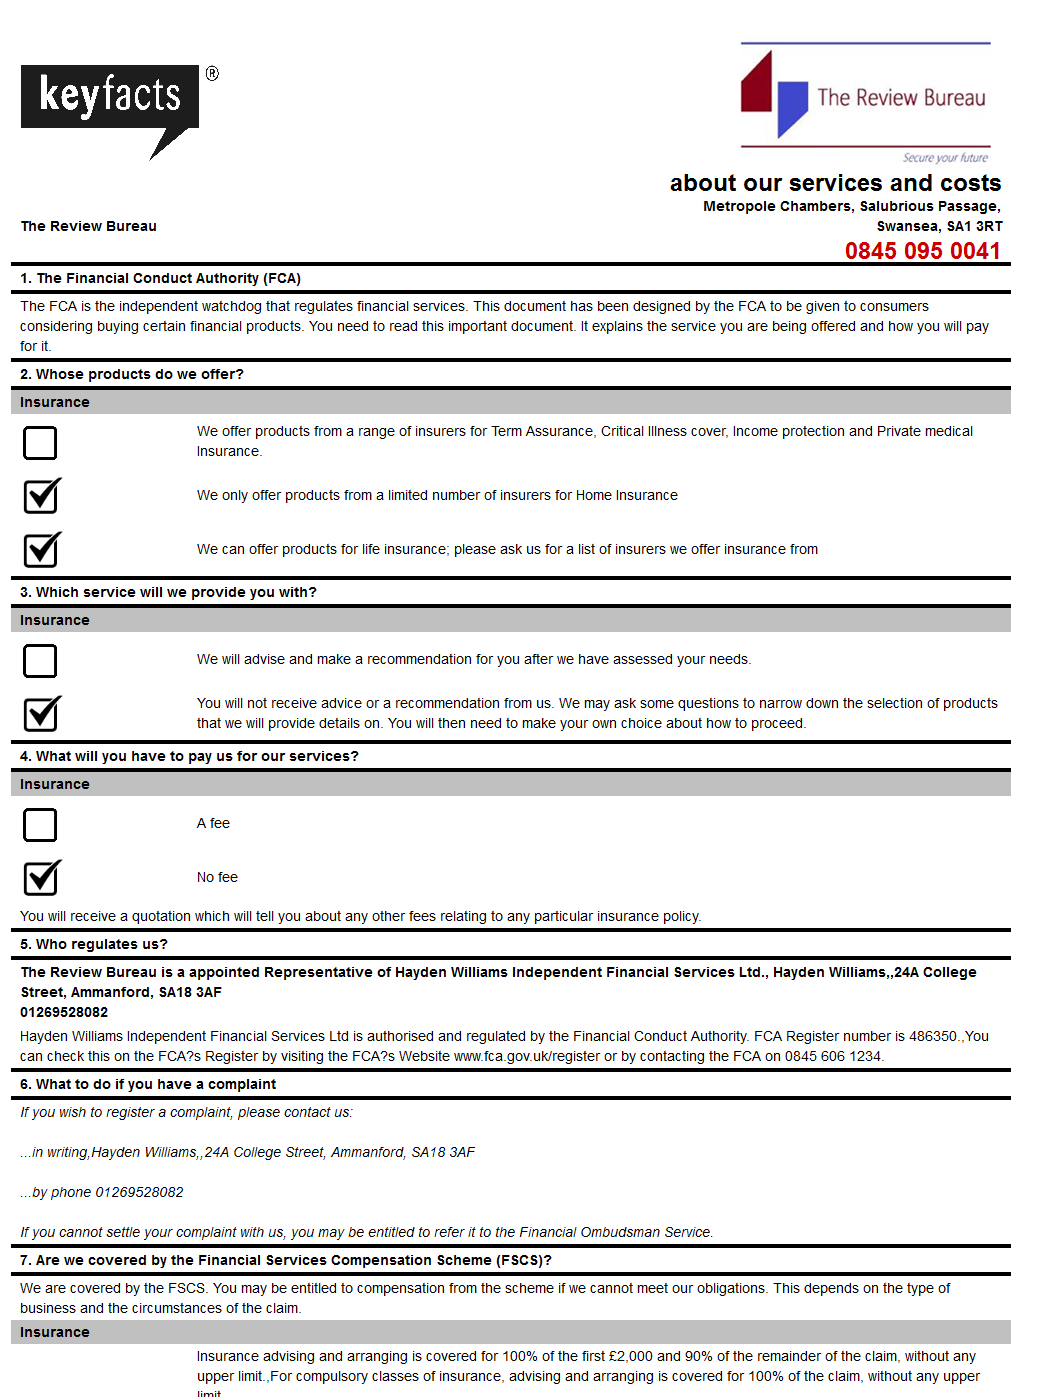 keyfacts®
The Review Bureau
Secure your future
about our services and costs
Metropole Chambers, Salubrious Passage,
The Review Bureau
Swansea, SA1 3RT
0845 095 0041
1. The Financial Conduct Authority (FCA)
The FCA is the independent watchdog that regulates financial services. This document has been designed by the FCA to be given to consumers
considering buying certain financial products. You need to read this important document. It explains the service you are being offered and how you will pay
for it.
2. Whose products do we offer?
Insurance
We offer products from a range of insurers for Term Assurance, Critical Illness cover, Income protection and Private medical
Insurance.
We only offer products from a limited number of insurers for Home Insurance
We can offer products for life insurance; please ask us for a list of insurers we offer insurance from
3. Which service will we provide you with?
Insurance
We will advise and make a recommendation for you after we have assessed your needs.
You will not receive advice or a recommendation from us. We may ask some questions to narrow down the selection of products
that we will provide details on. You will then need to make your own choice about how to proceed.
4. What will you have to pay us for our services?
Insurance
A fee
No fee
You will receive a quotation which will tell you about any other fees relating to any particular insurance policy.
5. Who regulates us?
The Review Bureau is a appointed Representative of Hayden Williams Independent Financial Services Ltd., Hayden Williams,,24A College
Street, Ammanford, SA18 3AF
01269528082
Hayden Williams Independent Financial Services Ltd is authorised and regulated by the Financial Conduct Authority. FCA Register number is 486350.,You
can check this on the FCA?s Register by visiting the FCA?s Website www.fca.gov.uk/register or by contacting the FCA on 0845 606 1234.
6. What to do if you have a complaint
If you wish to register a complaint, please contact us:
...in writing,Hayden Williams,,24A College Street, Ammanford, SA18 3AF
...by phone 01269528082
If you cannot settle your complaint with us, you may be entitled to refer it to the Financial Ombudsman Service.
7. Are we covered by the Financial Services Compensation Scheme (FSCS)?
We are covered by the FSCS. You may be entitled to compensation from the scheme if we cannot meet our obligations. This depends on the type of
business and the circumstances of the claim.
Insurance
Insurance advising and arranging is covered for 100% of the first £2,000 and 90% of the remainder of the claim, without any
upper limit.,For compulsory classes of insurance, advising and arranging is covered for 100% of the claim, without any upper
limit